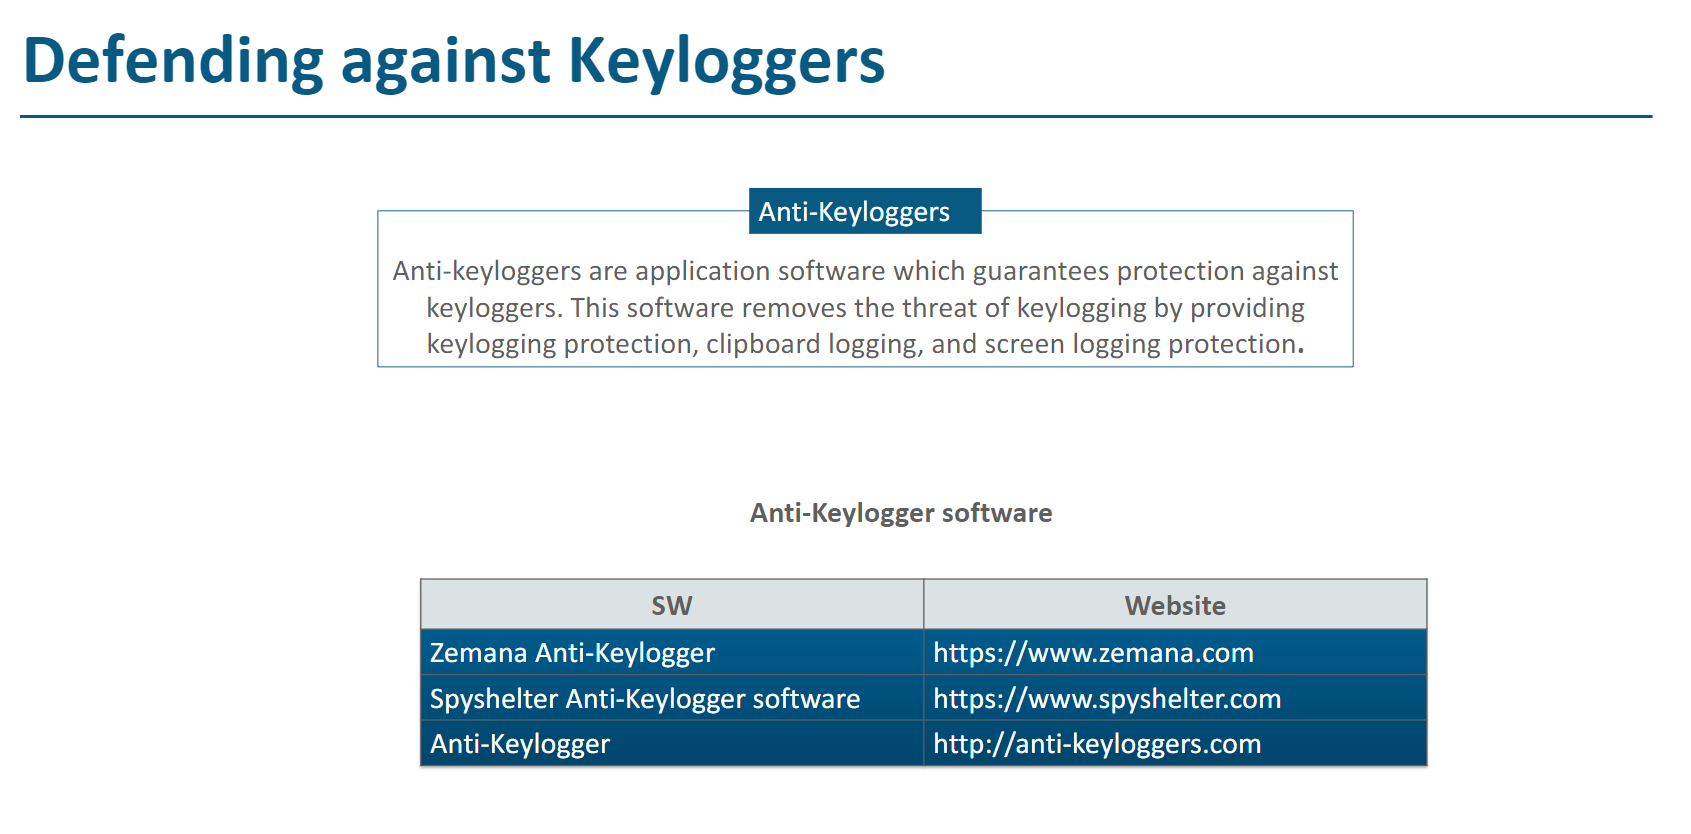 Defending against Keyloggers
Anti-Keyloggers
Anti-keyloggers are application software which guarantees protection against
keyloggers. This software removes the threat of keylogging by providing
keylogging protection, clipboard logging, and screen logging protection.
Anti-Keylogger software
SW Website
Zemana Anti-Keylogger https://www.zemana.com
Spyshelter Anti-Keylogger software https://www.spyshelter.com
Anti-Keylogger http://anti-keyloggers.com